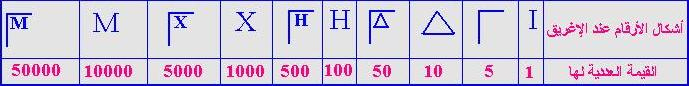 أشكال الأرقام عند الإغريق I Γ Δ 𐅄 H 𐅅 X 𐅆 M 𐅇
القيمة العددية لها 1 5 10 50 100 500 1000 5000 10000 50000